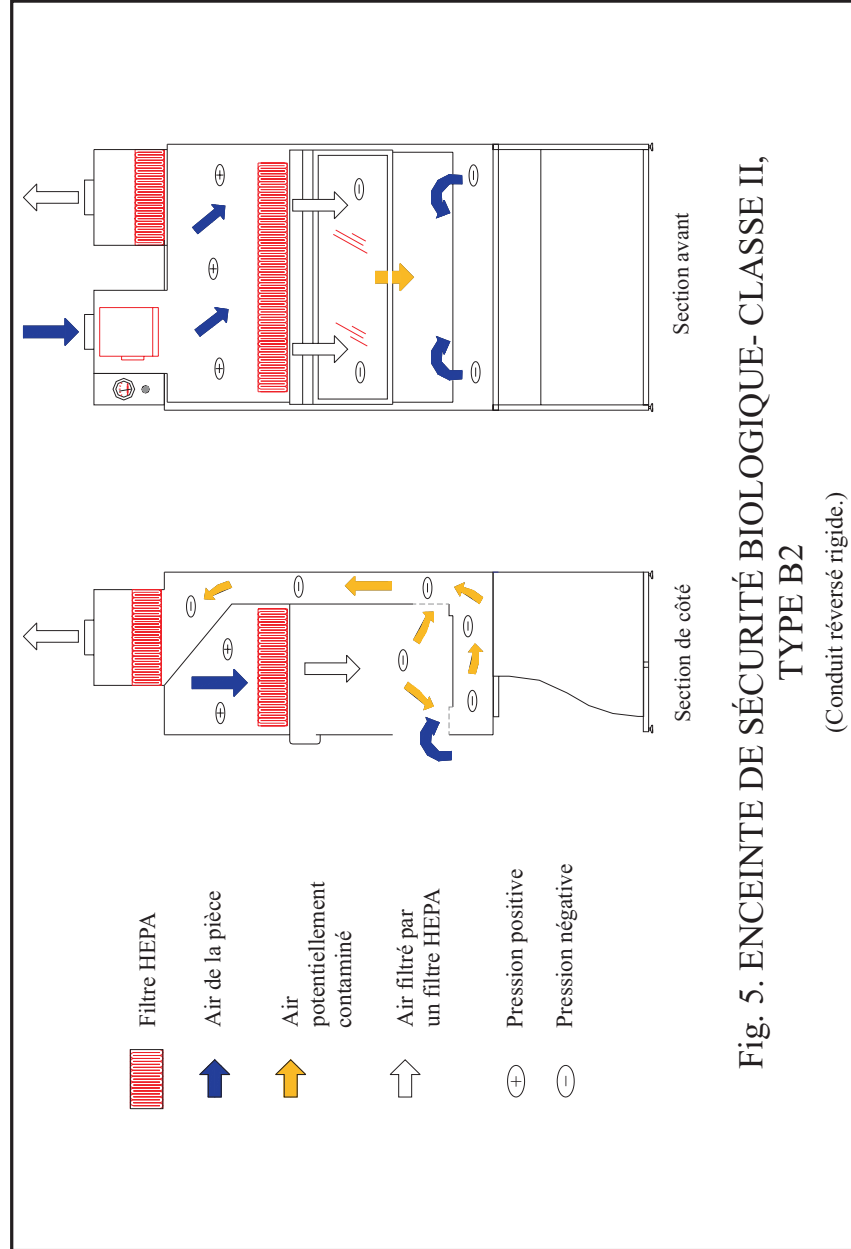 Filtre HEPA
Air de la pièce
Air
potentiellement
contaminé
Air filtré par
un filtre HEPA
Pression positive
Pression négative
Section de côté
Section avant
Fig. 5. ENCEINTE DE SÉCURITÉ BIOLOGIQUE- CLASSE II,
TYPE B2
(Conduit réversé rigide.)